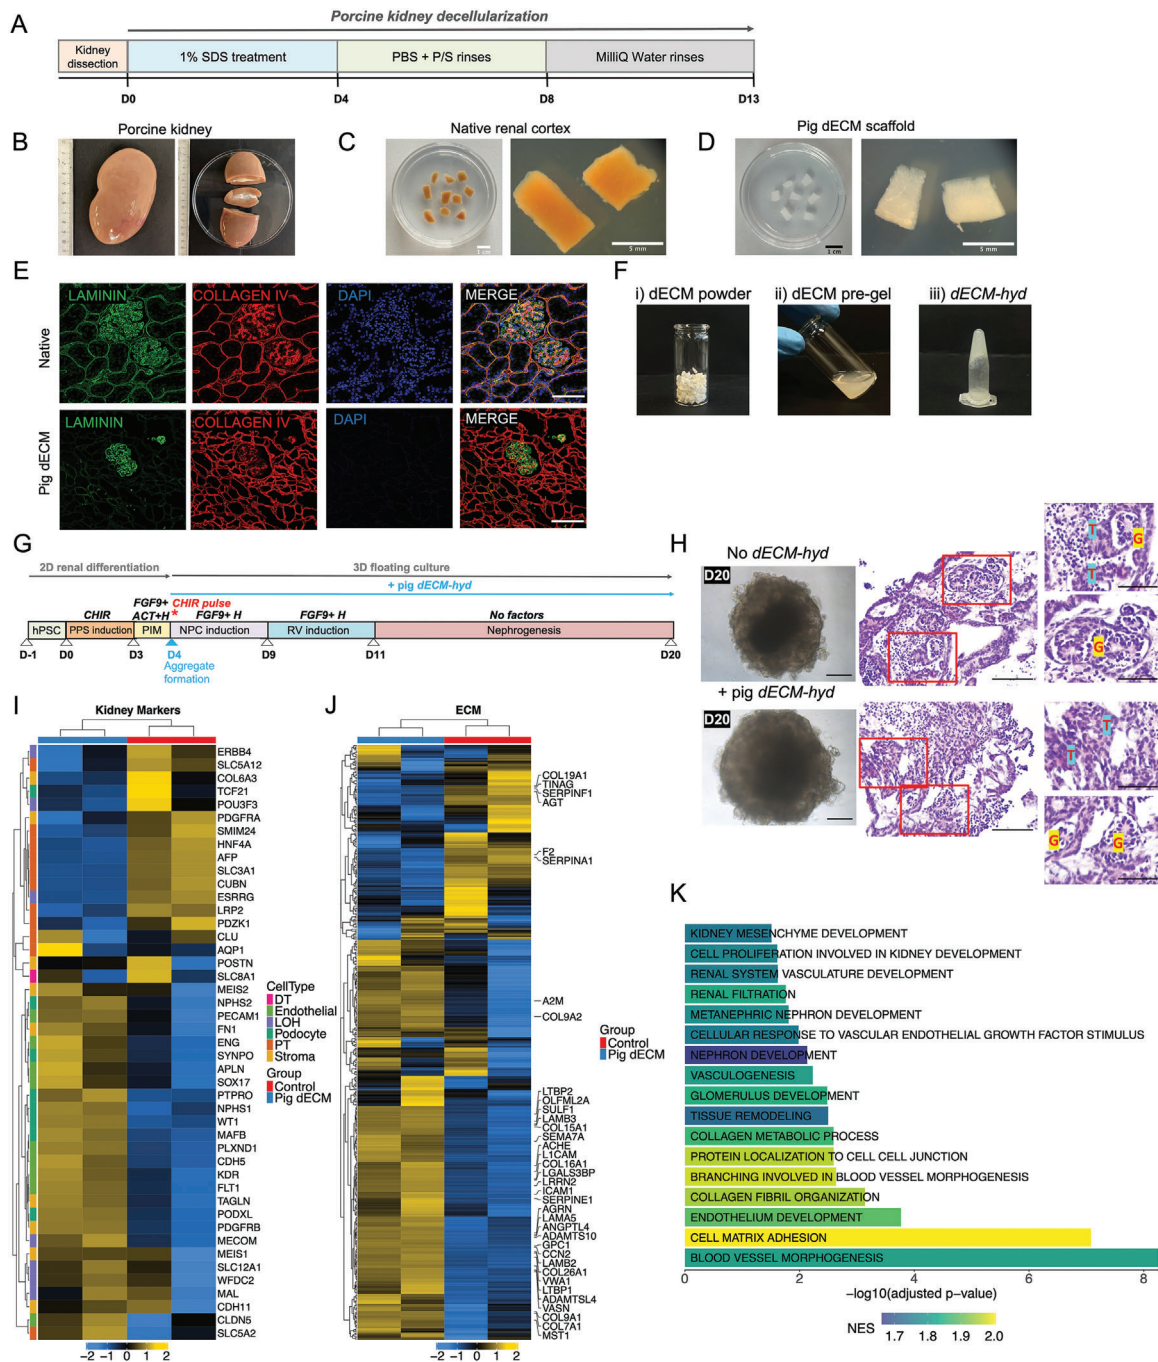 A
Porcine kidney decellularization
Kidney dissection
1% SDS treatment
PBS + P/S rinses
MilliQ Water rinses
D0
D4
D8
D13
B
Porcine kidney
C
Native renal cortex
1 cm
5 mm
D
Pig dECM scaffold
1 cm
5 mm
E
Native
LAMININ
COLLAGEN IV
DAPI
MERGE
Pig dECM
LAMININ
COLLAGEN IV
DAPI
MERGE
F
i) dECM powder
ii) dECM pre-gel
iii) dECM-hyd
G
2D renal differentiation
3D floating culture
+ pig dECM-hyd
CHIR
FGF9+
ACT+H
CHIR pulse
*
FGF9+ H
FGF9+ H
No factors
hPSC
PPS induction
PIM
NPC induction
RV induction
Nephrogenesis
D-1
D0
D3
D4
D9
D11
D20
Aggregate
formation
H
No dECM-hyd
D20
T
G
T
G
+ pig dECM-hyd
D20
T
T
G
G
I
Kidney Markers
ERBB4
SLC5A12
COL6A3
TCF21
POU3F3
PDGFRA
SMIM24
HNF4A
AFP
SLC3A1
CUBN
ESRRG
LRP2
PDZK1
CLU
AQP1
POSTN
SLC8A1
MEIS2
NPHS2
PECAM1
FN1
ENG
SYNPO
APLN
SOX17
PTPRO
NPHS1
WT1
MAFB
PLXND1
CDH5
KDR
FLT1
TAGLN
PODXL
PDGFRB
MECOM
MEIS1
SLC12A1
WFDC2
MAL
CDH11
CLDN5
SLC5A2
CellType
DT
Endothelial
LOH
Podocyte
PT
Stroma
Group
Control
Pig dECM
-2 -1 0 1 2
J
ECM
COL19A1
TINAG
SERPINF1
AGT
F2
SERPINA1
A2M
COL9A2
LTBP2
OLFML2A
SULF1
LAMB3
COL15A1
SEMA7A
ACHE
L1CAM
COL16A1
LGALS3BP
LRRN2
ICAM1
SERPINE1
AGRN
LAMA5
ANGPTL4
ADAMTS10
GPC1
CCN2
LAMB2
COL26A1
VWA1
LTBP1
ADAMTSL4
VASN
COL9A1
COL7A1
MST1
Group
Control
Pig dECM
-2 -1 0 1 2
K
KIDNEY MESENCHYME DEVELOPMENT
CELL PROLIFERATION INVOLVED IN KIDNEY DEVELOPMENT
RENAL SYSTEM VASCULATURE DEVELOPMENT
RENAL FILTRATION
METANEPHRIC NEPHRON DEVELOPMENT
CELLULAR RESPONSE TO VASCULAR ENDOTHELIAL GROWTH FACTOR STIMULUS
NEPHRON DEVELOPMENT
VASCULOGENESIS
GLOMERULUS DEVELOPMENT
TISSUE REMODELING
COLLAGEN METABOLIC PROCESS
PROTEIN LOCALIZATION TO CELL CELL JUNCTION
BRANCHING INVOLVED IN BLOOD VESSEL MORPHOGENESIS
COLLAGEN FIBRIL ORGANIZATION
ENDOTHELIUM DEVELOPMENT
CELL MATRIX ADHESION
BLOOD VESSEL MORPHOGENESIS
0 2 4 6 8
-log10(adjusted p-value)
NES
1.7 1.8 1.9 2.0